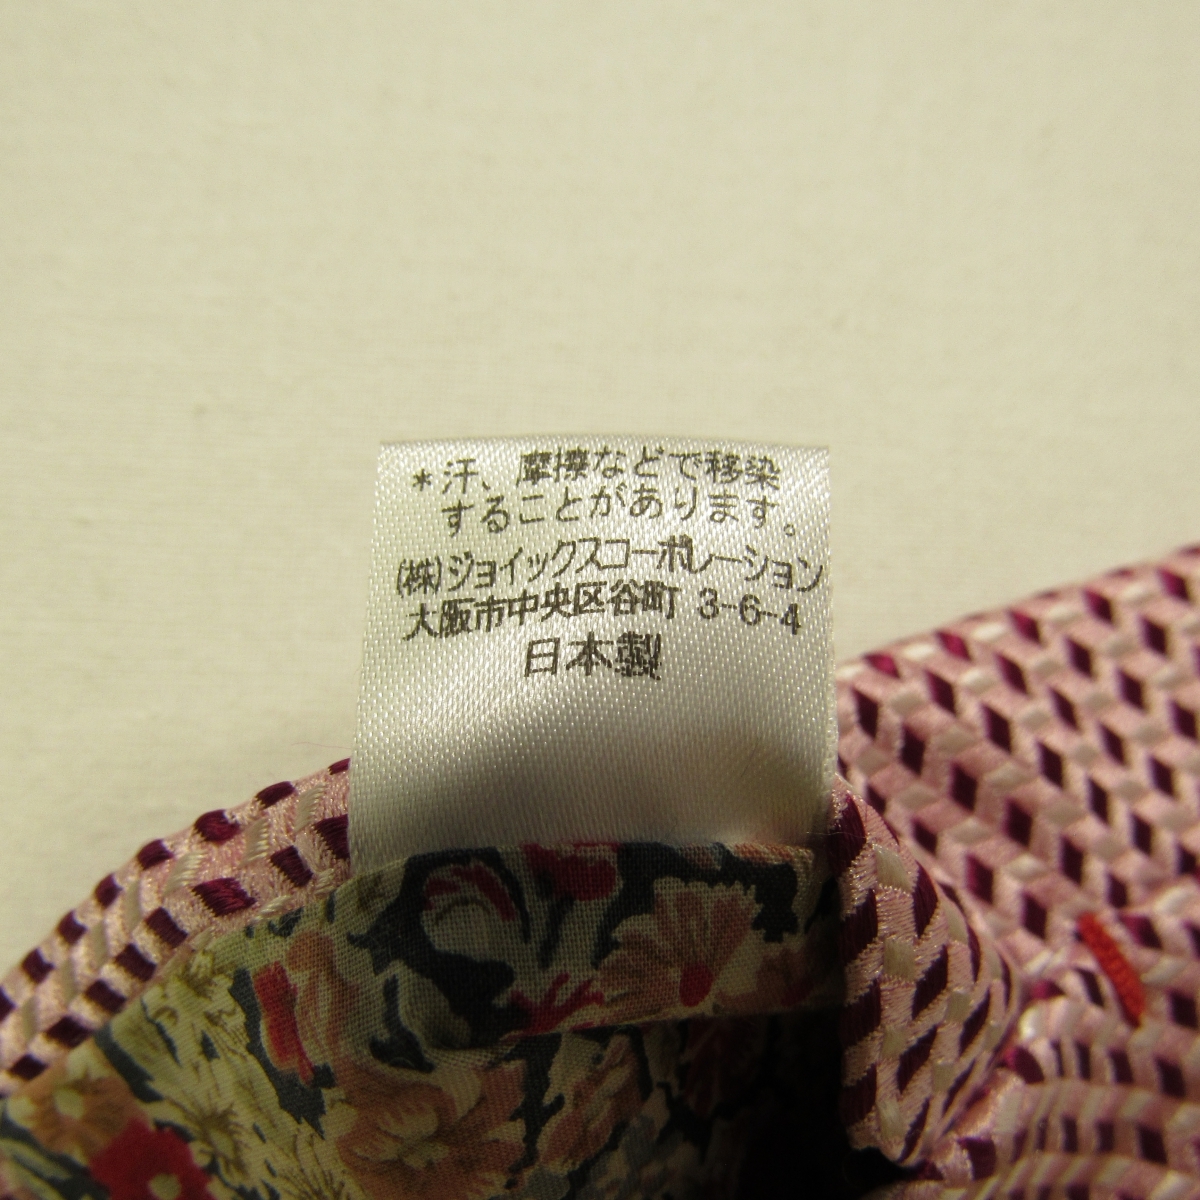 *汗、摩擦などで移染
することがあります。
(株)ジョイックスコーポレーション
大阪市中央区谷町 3-6-4
日本製